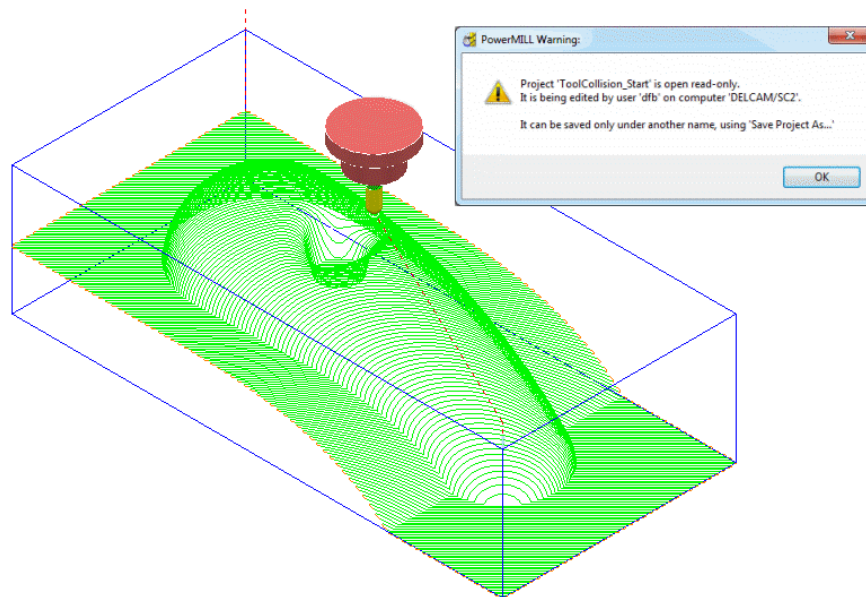 PowerMILL Warning:
Project 'ToolCollision_Start' is open read-only.
It is being edited by user 'dfb' on computer 'DELCAM/SC2'.
It can be saved only under another name, using 'Save Project As...'
OK